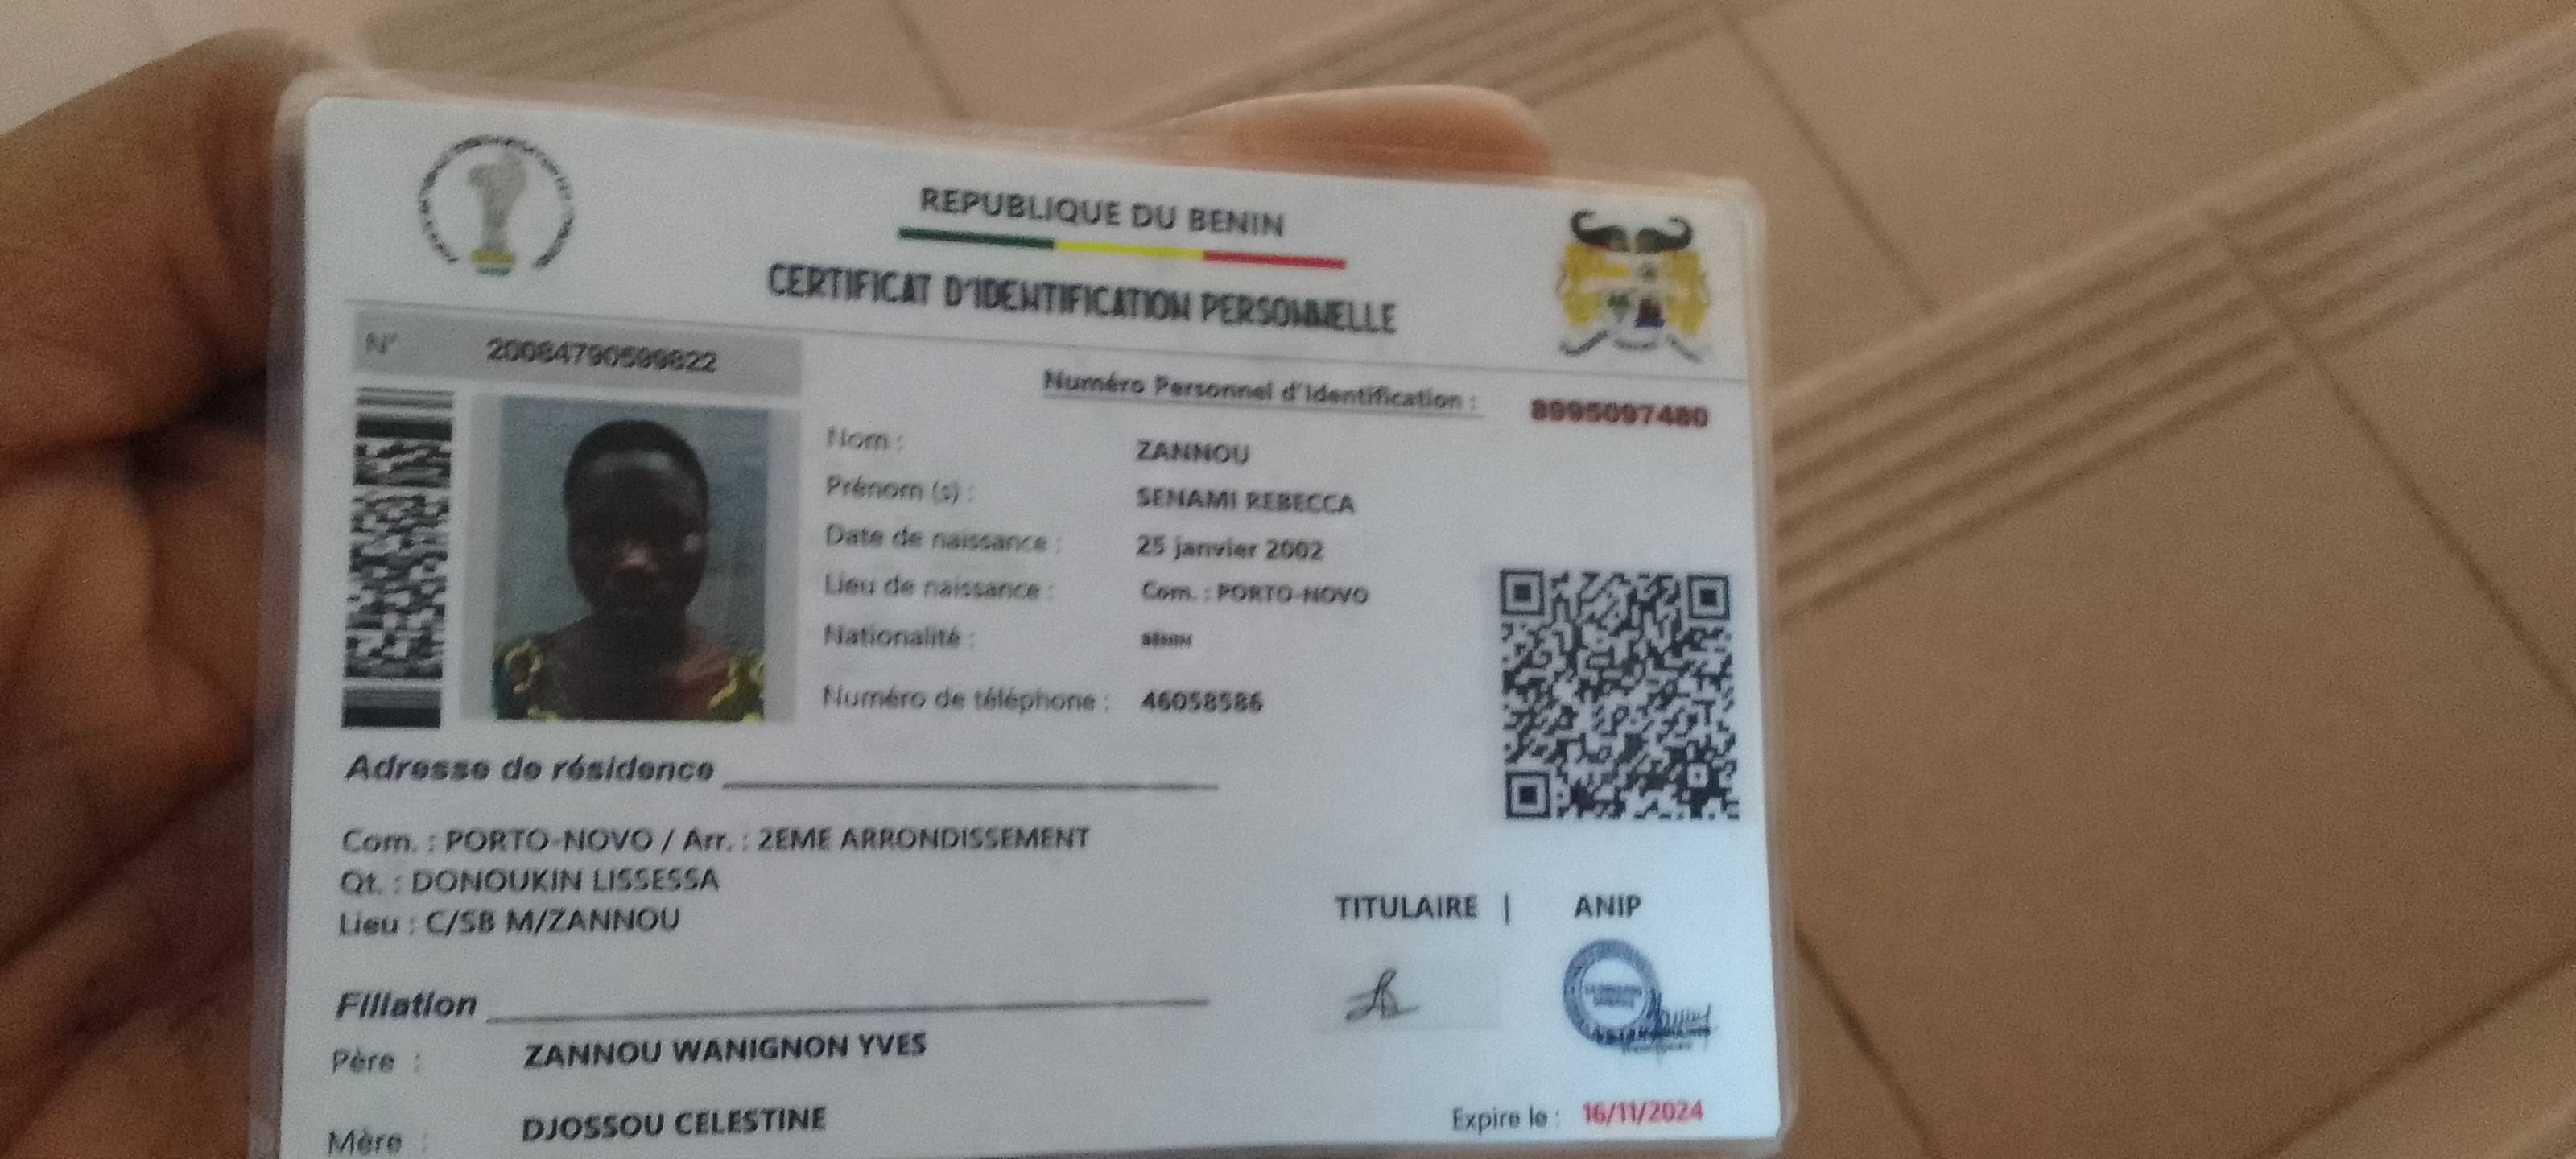 REPUBLIQUE DU BENIN
CERTIFICAT D'IDENTIFICATION PERSONNELLE
N° 20084790599822
Numéro Personnel d'Identification : 8995097480
Nom : ZANNOU
Prénom (s) : SENAMI REBECCA
Date de naissance : 25 janvier 2002
Lieu de naissance : Com. : PORTO-NOVO
Nationalité : BÉNIN
Numéro de téléphone : 46058586
Adresse de résidence
Com. : PORTO-NOVO / Arr. : 2EME ARRONDISSEMENT
Qt. : DONOUKIN LISSESSA
Lieu : C/SB M/ZANNOU
TITULAIRE | ANIP
Filiation
Père : ZANNOU WANIGNON YVES
Mère : DJOSSOU CELESTINE
Expire le : 16/11/2024